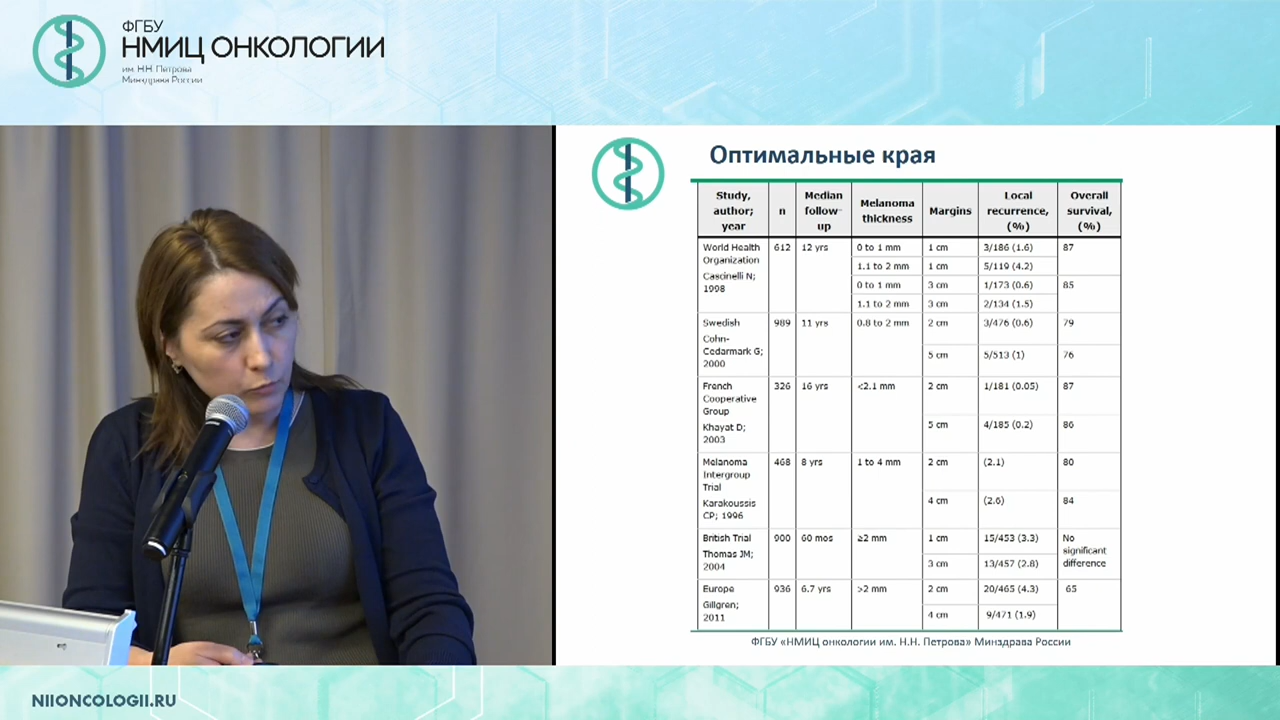 ФГБУ
НМИЦ ОНКОЛОГИИ
им. Н.Н. Петрова
Минздрава России
Оптимальные края
Study, author; year | n | Median follow-up | Melanoma thickness | Margins | Local recurrence, (%) | Overall survival, (%)
World Health Organization Cascinelli N; 1998 | 612 | 12 yrs | 0 to 1 mm | 1 cm | 3/186 (1.6) | 87
1.1 to 2 mm | 1 cm | 5/119 (4.2)
0 to 1 mm | 3 cm | 1/173 (0.6) | 85
1.1 to 2 mm | 3 cm | 2/134 (1.5)
Swedish Cohn-Cedarmark G; 2000 | 989 | 11 yrs | 0.8 to 2 mm | 2 cm | 3/476 (0.6) | 79
5 cm | 5/513 (1) | 76
French Cooperative Group Khayat D; 2003 | 326 | 16 yrs | <2.1 mm | 2 cm | 1/181 (0.05) | 87
5 cm | 4/185 (0.2) | 86
Melanoma Intergroup Trial Karakoussis CP; 1996 | 468 | 8 yrs | 1 to 4 mm | 2 cm | (2.1) | 80
4 cm | (2.6) | 84
British Trial Thomas JM; 2004 | 900 | 60 mos | ≥2 mm | 1 cm | 15/453 (3.3) | No significant difference
3 cm | 13/457 (2.8)
Europe Gillgren; 2011 | 936 | 6.7 yrs | >2 mm | 2 cm | 20/465 (4.3) | 65
4 cm | 9/471 (1.9)
ФГБУ «НМИЦ онкологии им. Н.Н. Петрова» Минздрава России
NIIONCOLOGII.RU